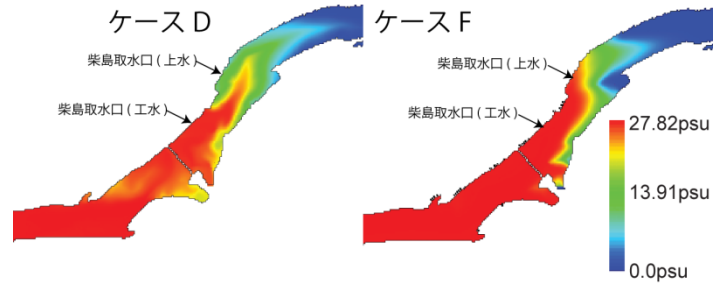 ケース D
柴島取水口 ( 上水 )
柴島取水口 ( 工水 )
ケース F
柴島取水口 ( 上水 )
柴島取水口 ( 工水 )
27.82psu
13.91psu
0.0psu